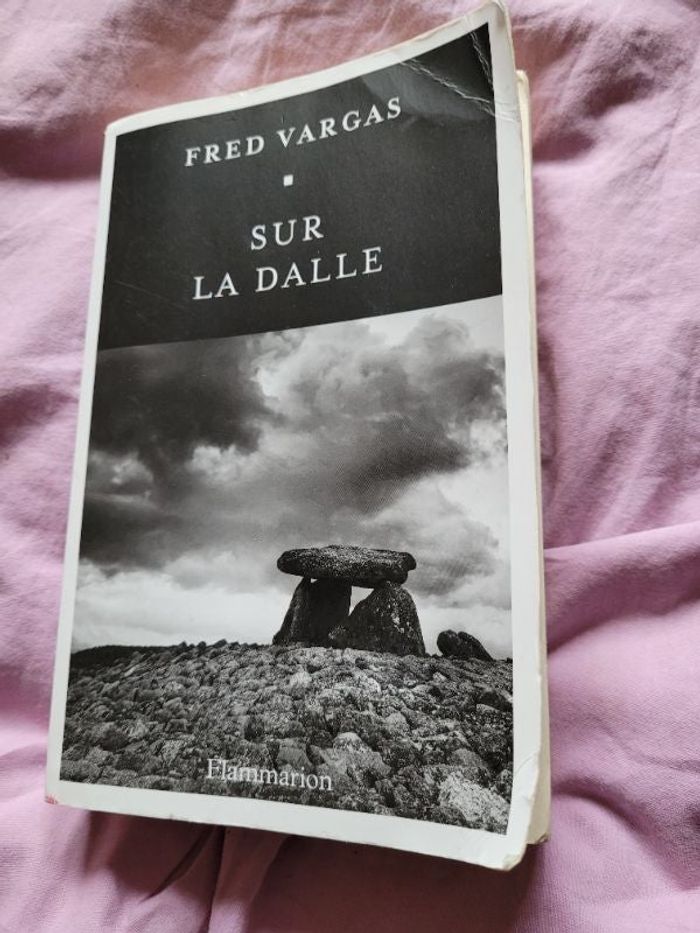 FRED VARGAS
SUR
LA DALLE
Flammarion